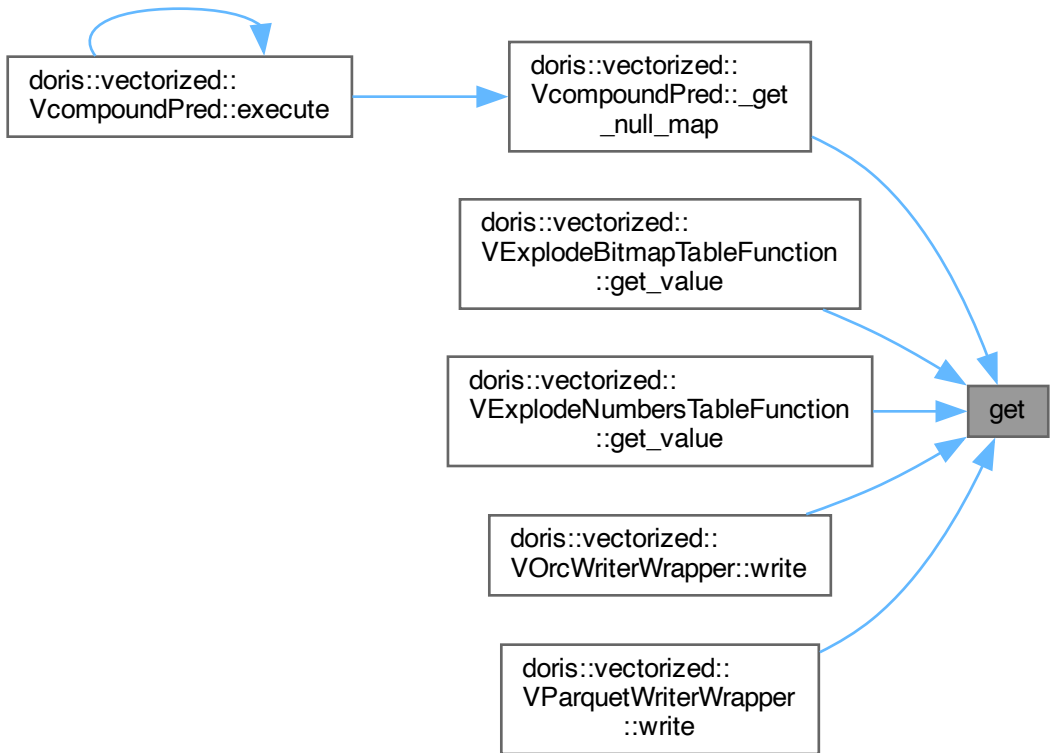 doris::vectorized::
VcompoundPred::execute
doris::vectorized::
VcompoundPred::_get
_null_map
doris::vectorized::
VExplodeBitmapTableFunction
::get_value
doris::vectorized::
VExplodeNumbersTableFunction
::get_value
get
doris::vectorized::
VOrcWriterWrapper::write
doris::vectorized::
VParquetWriterWrapper
::write